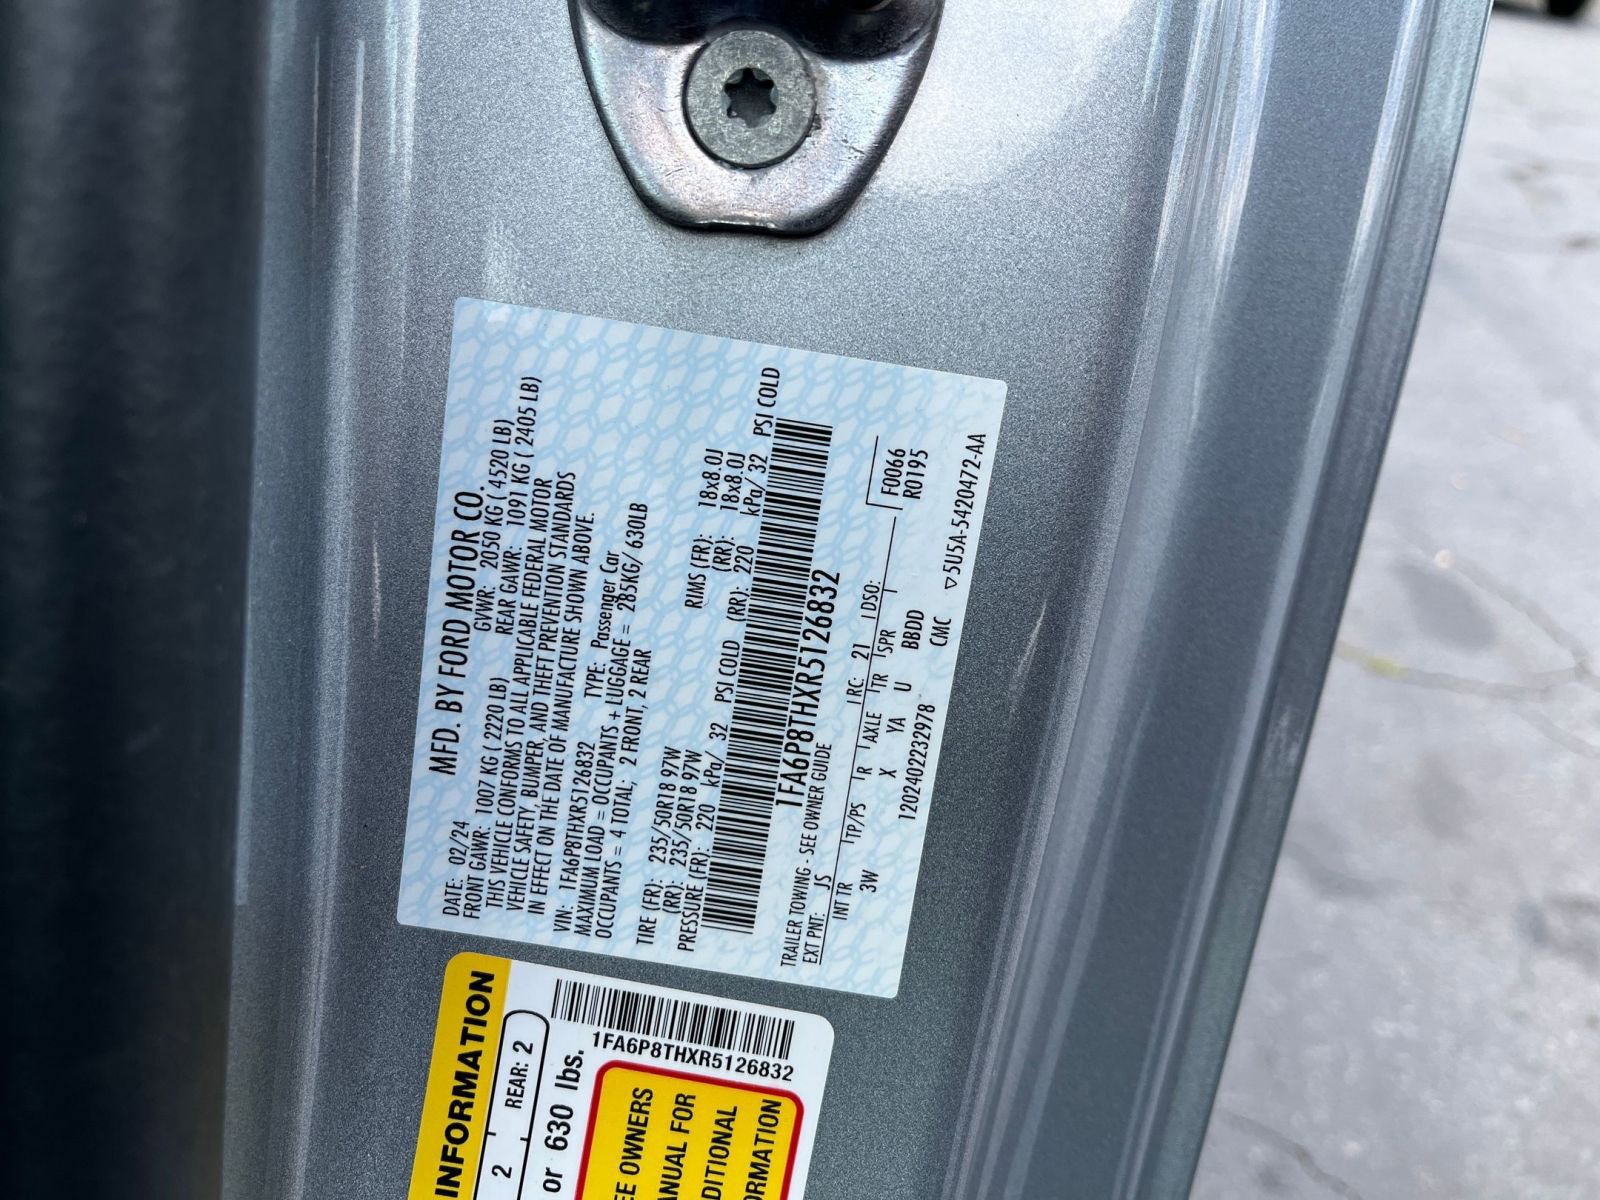 MFD. BY FORD MOTOR CO.
DATE: 02/24 GVWR: 2050 KG ( 4520 LB)
FRONT GAWR: 1007 KG ( 2220 LB) REAR GAWR: 1091 KG ( 2405 LB)
THIS VEHICLE CONFORMS TO ALL APPLICABLE FEDERAL MOTOR
VEHICLE SAFETY, BUMPER, AND THEFT PREVENTION STANDARDS
IN EFFECT ON THE DATE OF MANUFACTURE SHOWN ABOVE.
VIN: 1FA6P8THXR5126832 TYPE: Passenger Car
MAXIMUM LOAD = OCCUPANTS + LUGGAGE = 285KG/ 630LB
OCCUPANTS = 4 TOTAL; 2 FRONT, 2 REAR
TIRE (FR): 235/50R18 97W RIMS (FR): 18x8.0J
(RR): 235/50R18 97W (RR): 18x8.0J
PRESSURE (FR): 220 kPa/ 32 PSI COLD (RR): 220 kPa/ 32 PSI COLD
1FA6P8THXR5126832
TRAILER TOWING - SEE OWNER GUIDE
EXT PNT: JS RC: 21 DSO: F0066
INT TR TP/PS R AXLE TR SPR R0195
3W X YA U BBDD
1202402232978 CMC ▽5U5A-5420472-AA
INFORMATION
2 REAR: 2
or 630 lbs.
1FA6P8THXR5126832
EE OWNERS
ANUAL FOR
DITIONAL
ORMATION